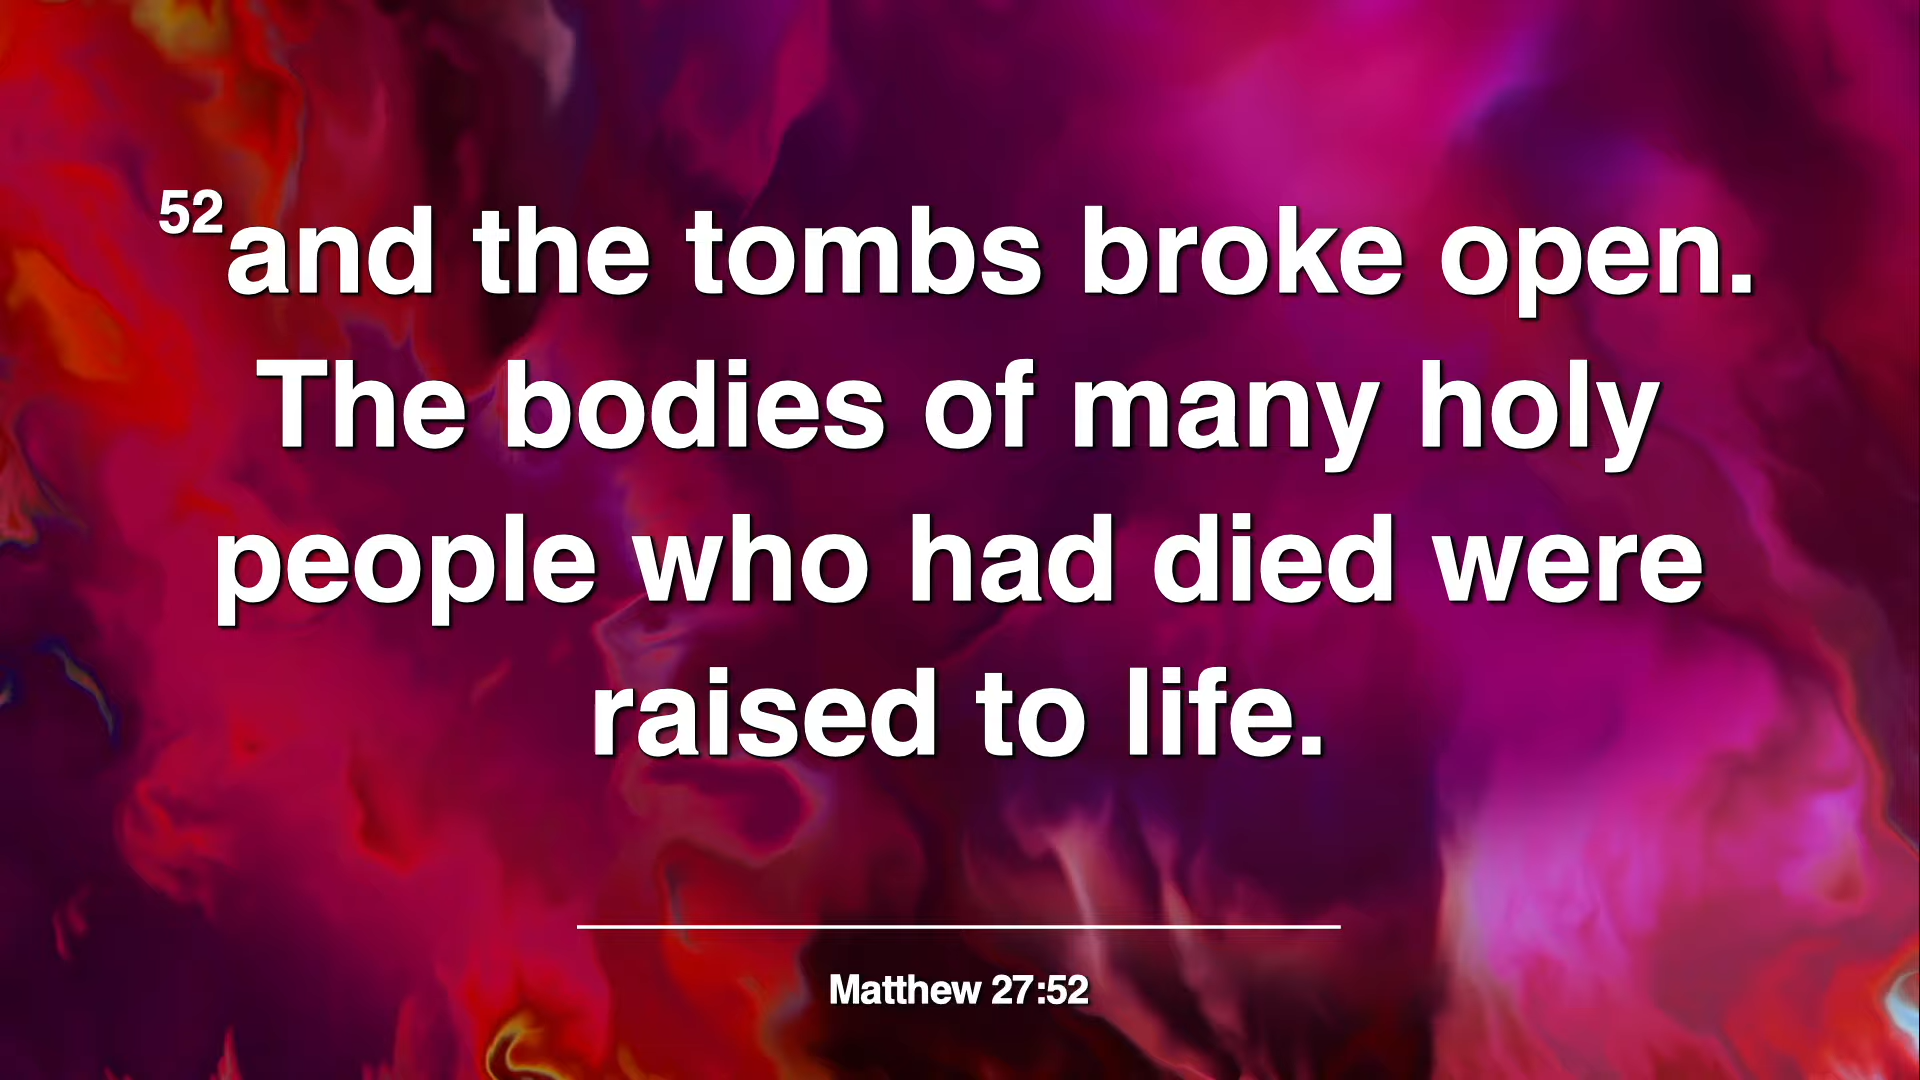 52and the tombs broke open.
The bodies of many holy
people who had died were
raised to life.
Matthew 27:52